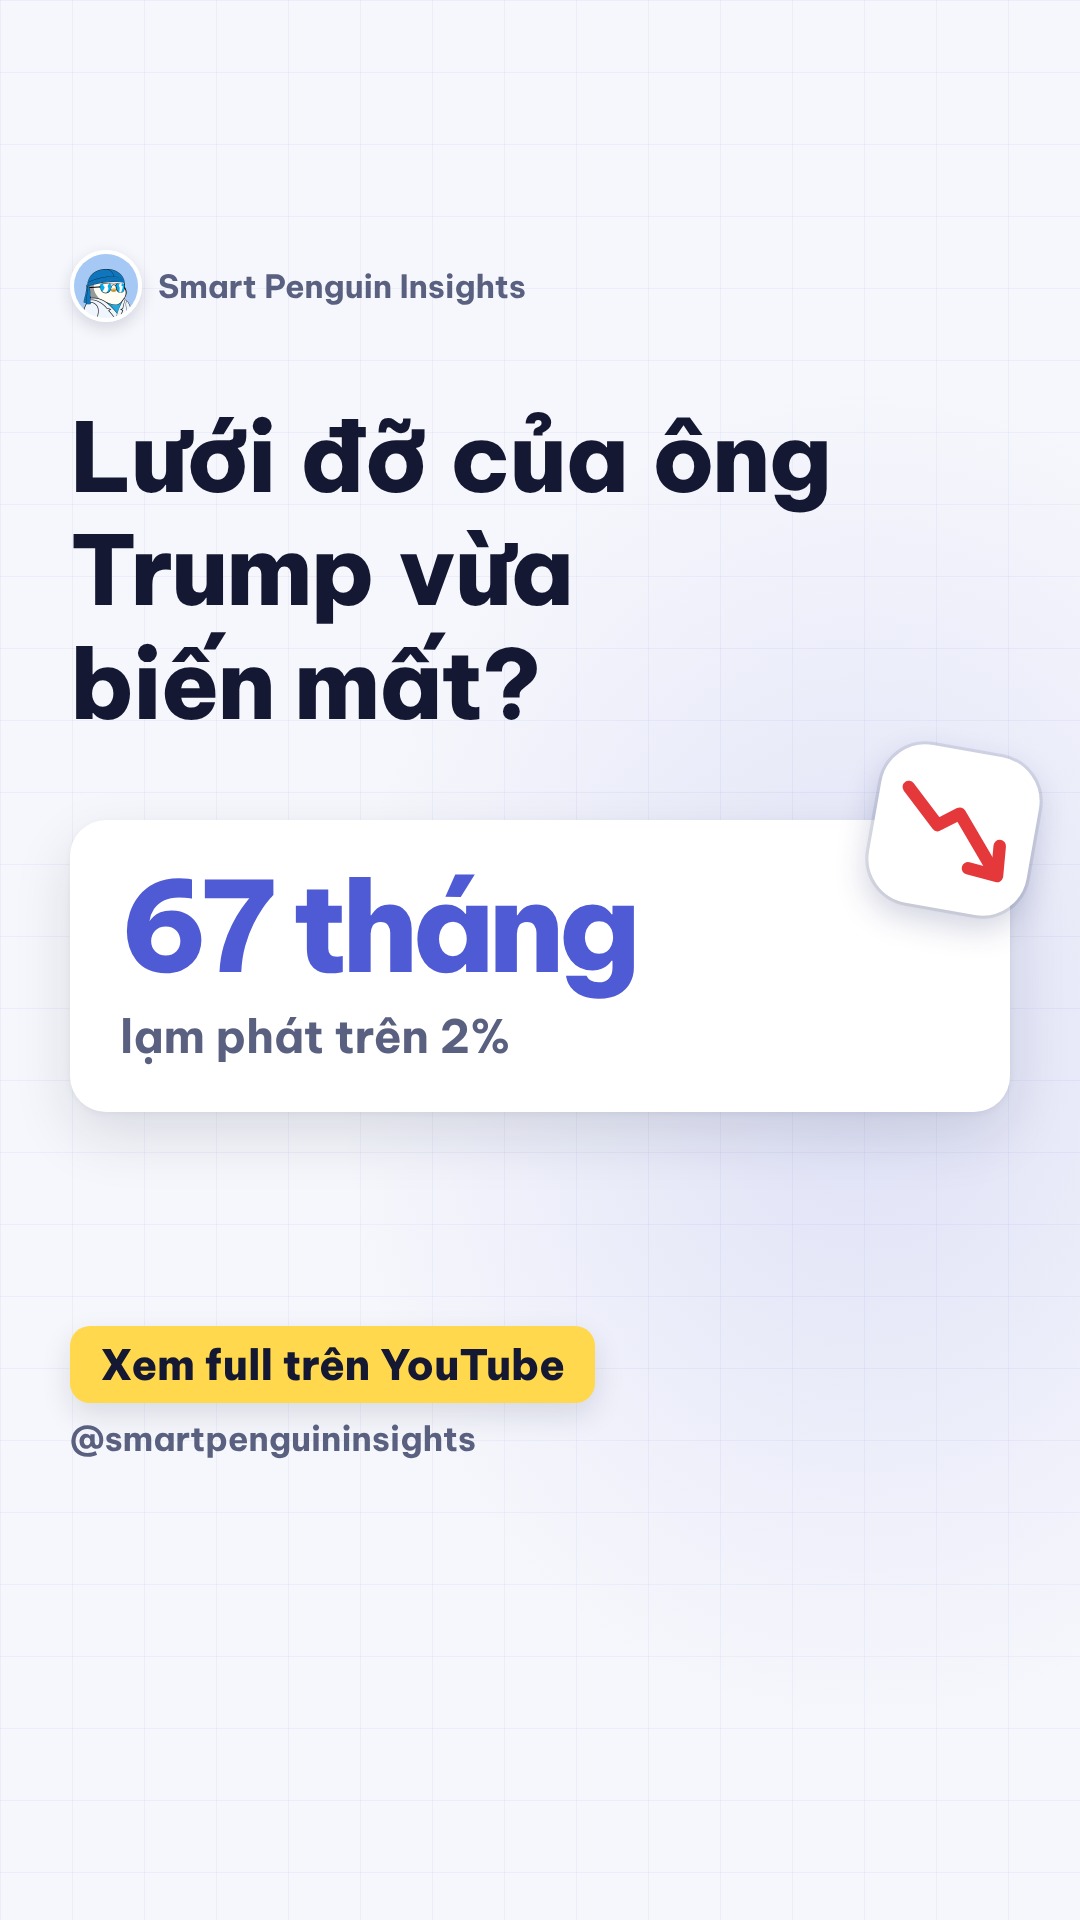 Smart Penguin Insights
Lưới đỡ của ông
Trump vừa
biến mất?
67 tháng
lạm phát trên 2%
Xem full trên YouTube
@smartpenguininsights